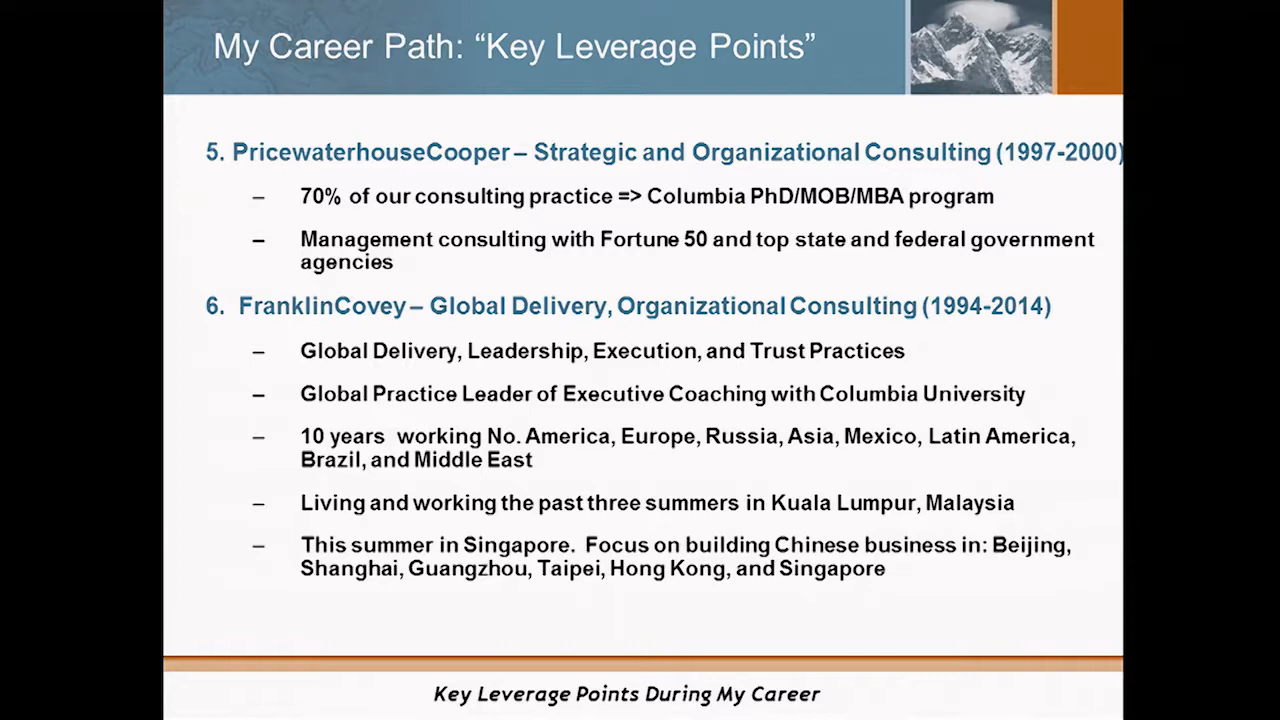 My Career Path: “Key Leverage Points”
5. PricewaterhouseCooper – Strategic and Organizational Consulting (1997-2000)
– 70% of our consulting practice => Columbia PhD/MOB/MBA program
– Management consulting with Fortune 50 and top state and federal government
agencies
6. FranklinCovey – Global Delivery, Organizational Consulting (1994-2014)
– Global Delivery, Leadership, Execution, and Trust Practices
– Global Practice Leader of Executive Coaching with Columbia University
– 10 years working No. America, Europe, Russia, Asia, Mexico, Latin America,
Brazil, and Middle East
– Living and working the past three summers in Kuala Lumpur, Malaysia
– This summer in Singapore. Focus on building Chinese business in: Beijing,
Shanghai, Guangzhou, Taipei, Hong Kong, and Singapore
Key Leverage Points During My Career